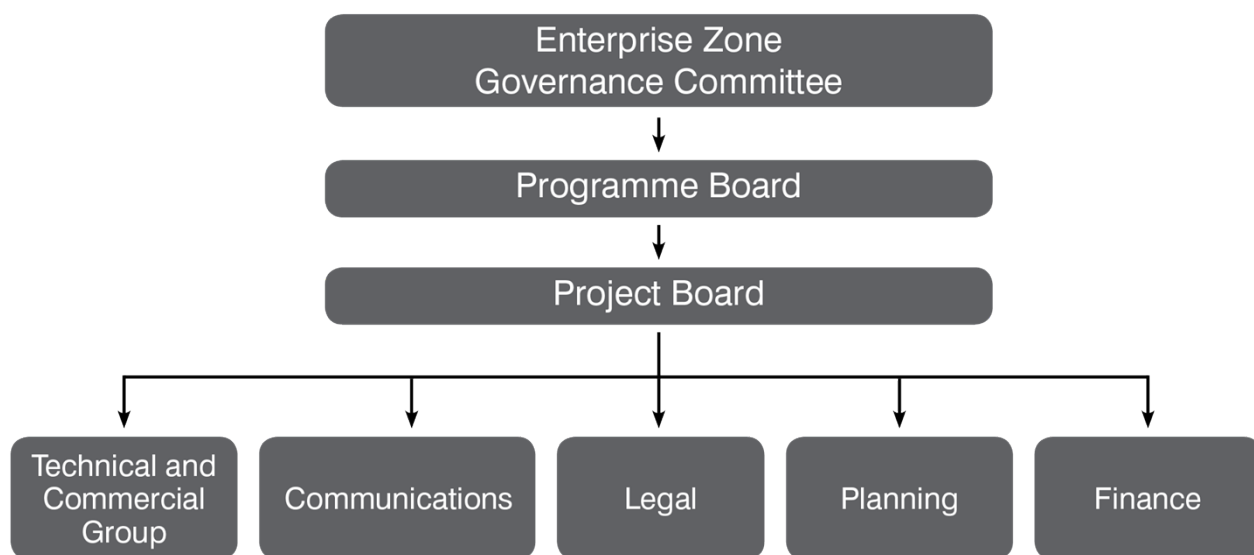 Enterprise Zone
Governance Committee
Programme Board
Project Board
Technical and
Commercial
Group
Communications
Legal
Planning
Finance